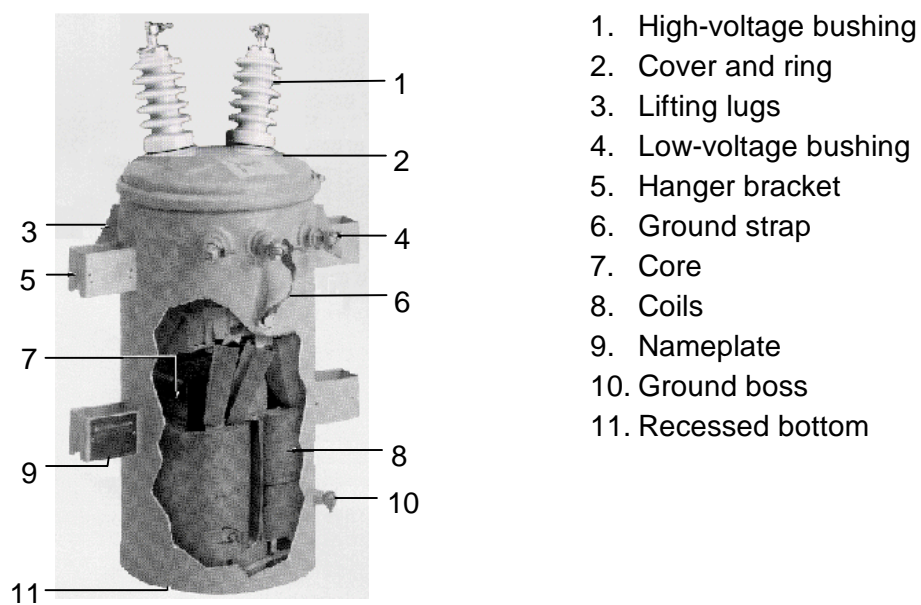 1. High-voltage bushing
2. Cover and ring
3. Lifting lugs
4. Low-voltage bushing
5. Hanger bracket
6. Ground strap
7. Core
8. Coils
9. Nameplate
10. Ground boss
11. Recessed bottom
1
2
3
4
5
6
7
8
9
10
11